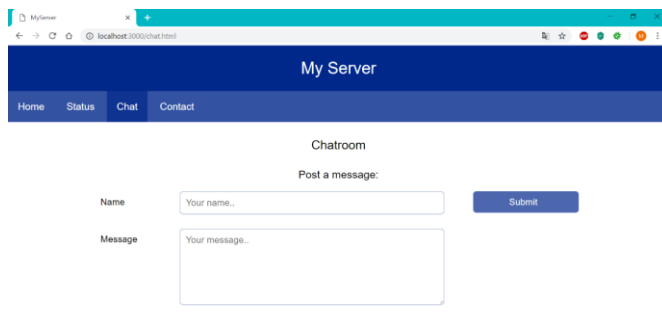 MyServer
localhost:3000/chat.html
My Server
Home Status Chat Contact
Chatroom
Post a message:
Name Your name.. Submit
Message Your message..